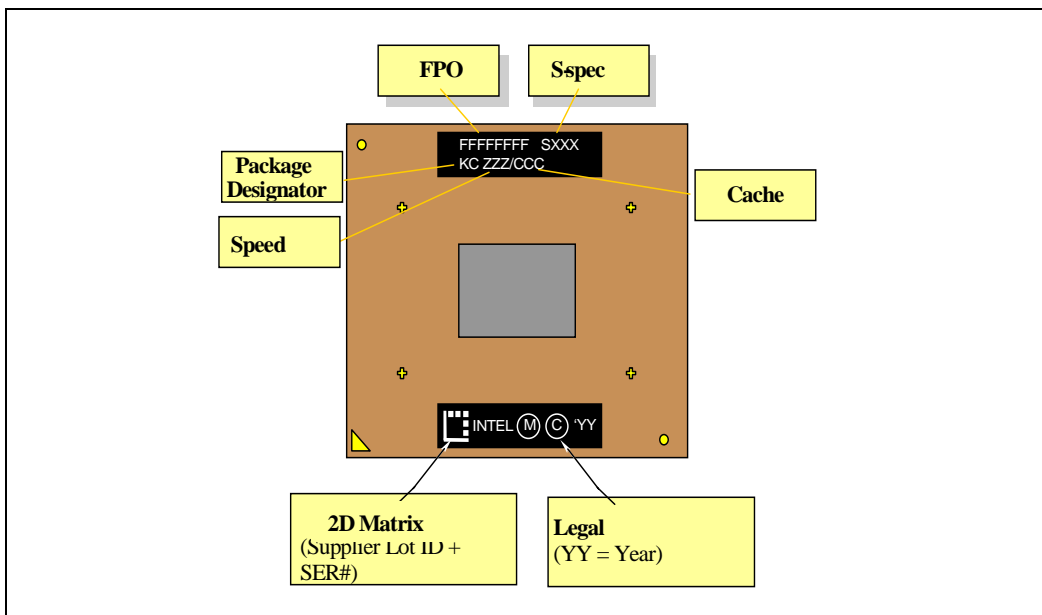 FPO
S-spec
FFFFFFFF SXXX
KC ZZZ/CCC
Package
Designator
Cache
Speed
INTEL M C 'YY
2D Matrix
(Supplier Lot ID +
SER#)
Legal
(YY = Year)